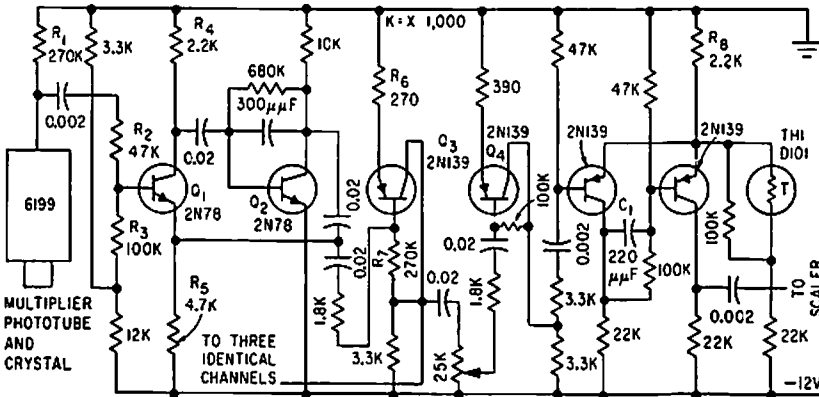 K = X 1,000
R1
270K
3.3K
R4
2.2K
10K
680K
300μμF
R6
270
390
47K
47K
R8
2.2K
0.002
R2
47K
0.02
Q3
2N139
2N139
Q4
2N139
2N139
TH1
D101
T
6199
Q1
2N78
Q2
2N78
0.02
100K
C1
220
μμF
100K
100K
R3
100K
0.02
R7
270K
0.02
0.02
0.002
3.3K
R5
4.7K
1.8K
1.8K
0.002
TO
SCALER
MULTIPLIER
PHOTOTUBE
AND
CRYSTAL
12K
TO THREE
IDENTICAL
CHANNELS
3.3K
25K
3.3K
22K
22K
22K
-12V